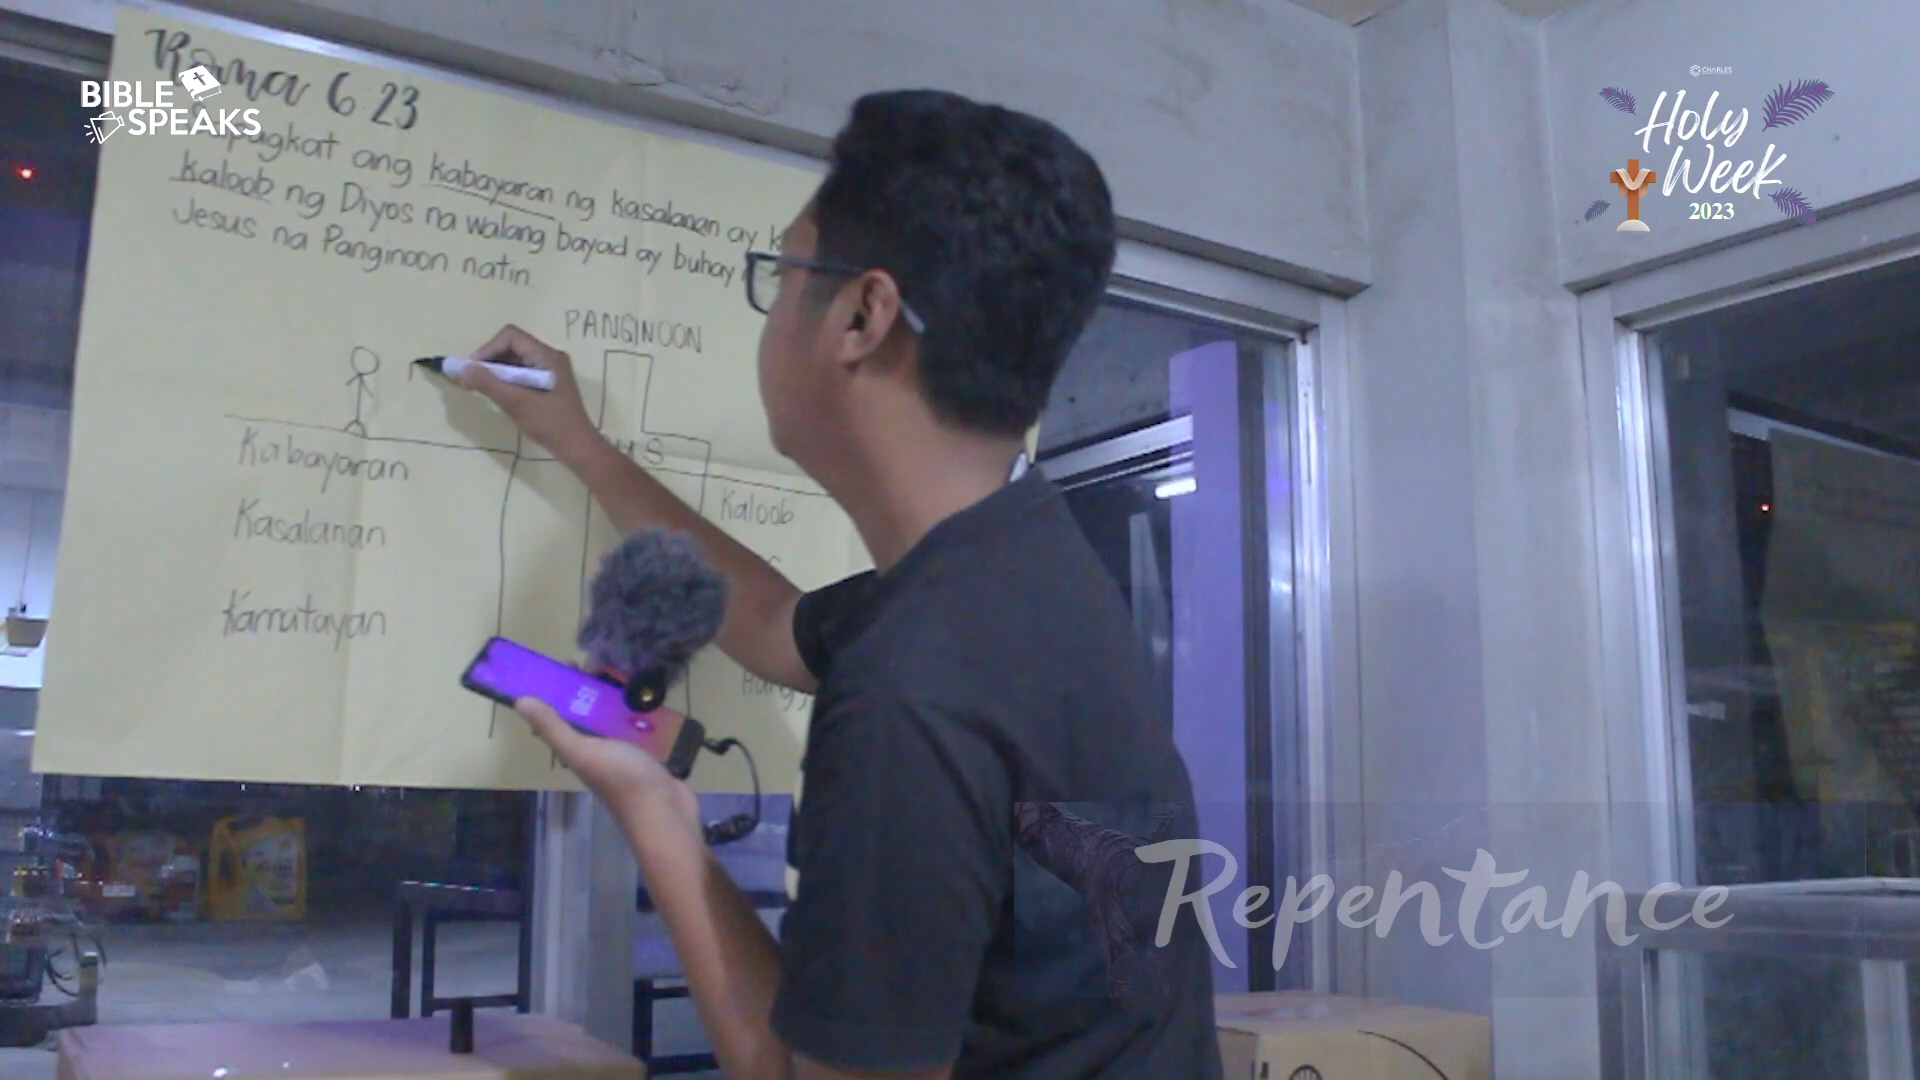 Roma 6:23
ang kabayaran ng kasalanan ay
kaloob ng Diyos na walang bayad ay buhay
Jesus na Panginoon natin.
PANGINOON
Kabayaran
Kasalanan
Kamatayan
Kaloob
BIBLE
SPEAKS
CHARLES
Holy
Week
2023
Repentance